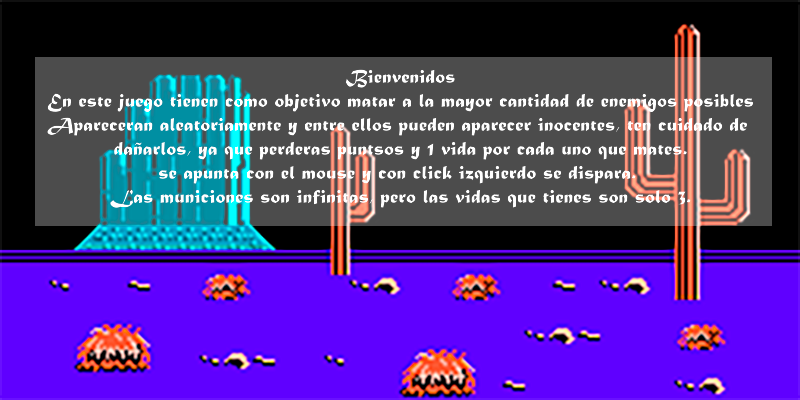 Bienvenidos
En este juego tienen como objetivo matar a la mayor cantidad de enemigos posibles
Apareceran aleatoriamente y entre ellos pueden aparecer inocentes, ten cuidado de
dañarlos, ya que perderas puntsos y 1 vida por cada uno que mates.
se apunta con el mouse y con click izquierdo se dispara.
Las municiones son infinitas, pero las vidas que tienes son solo 3.